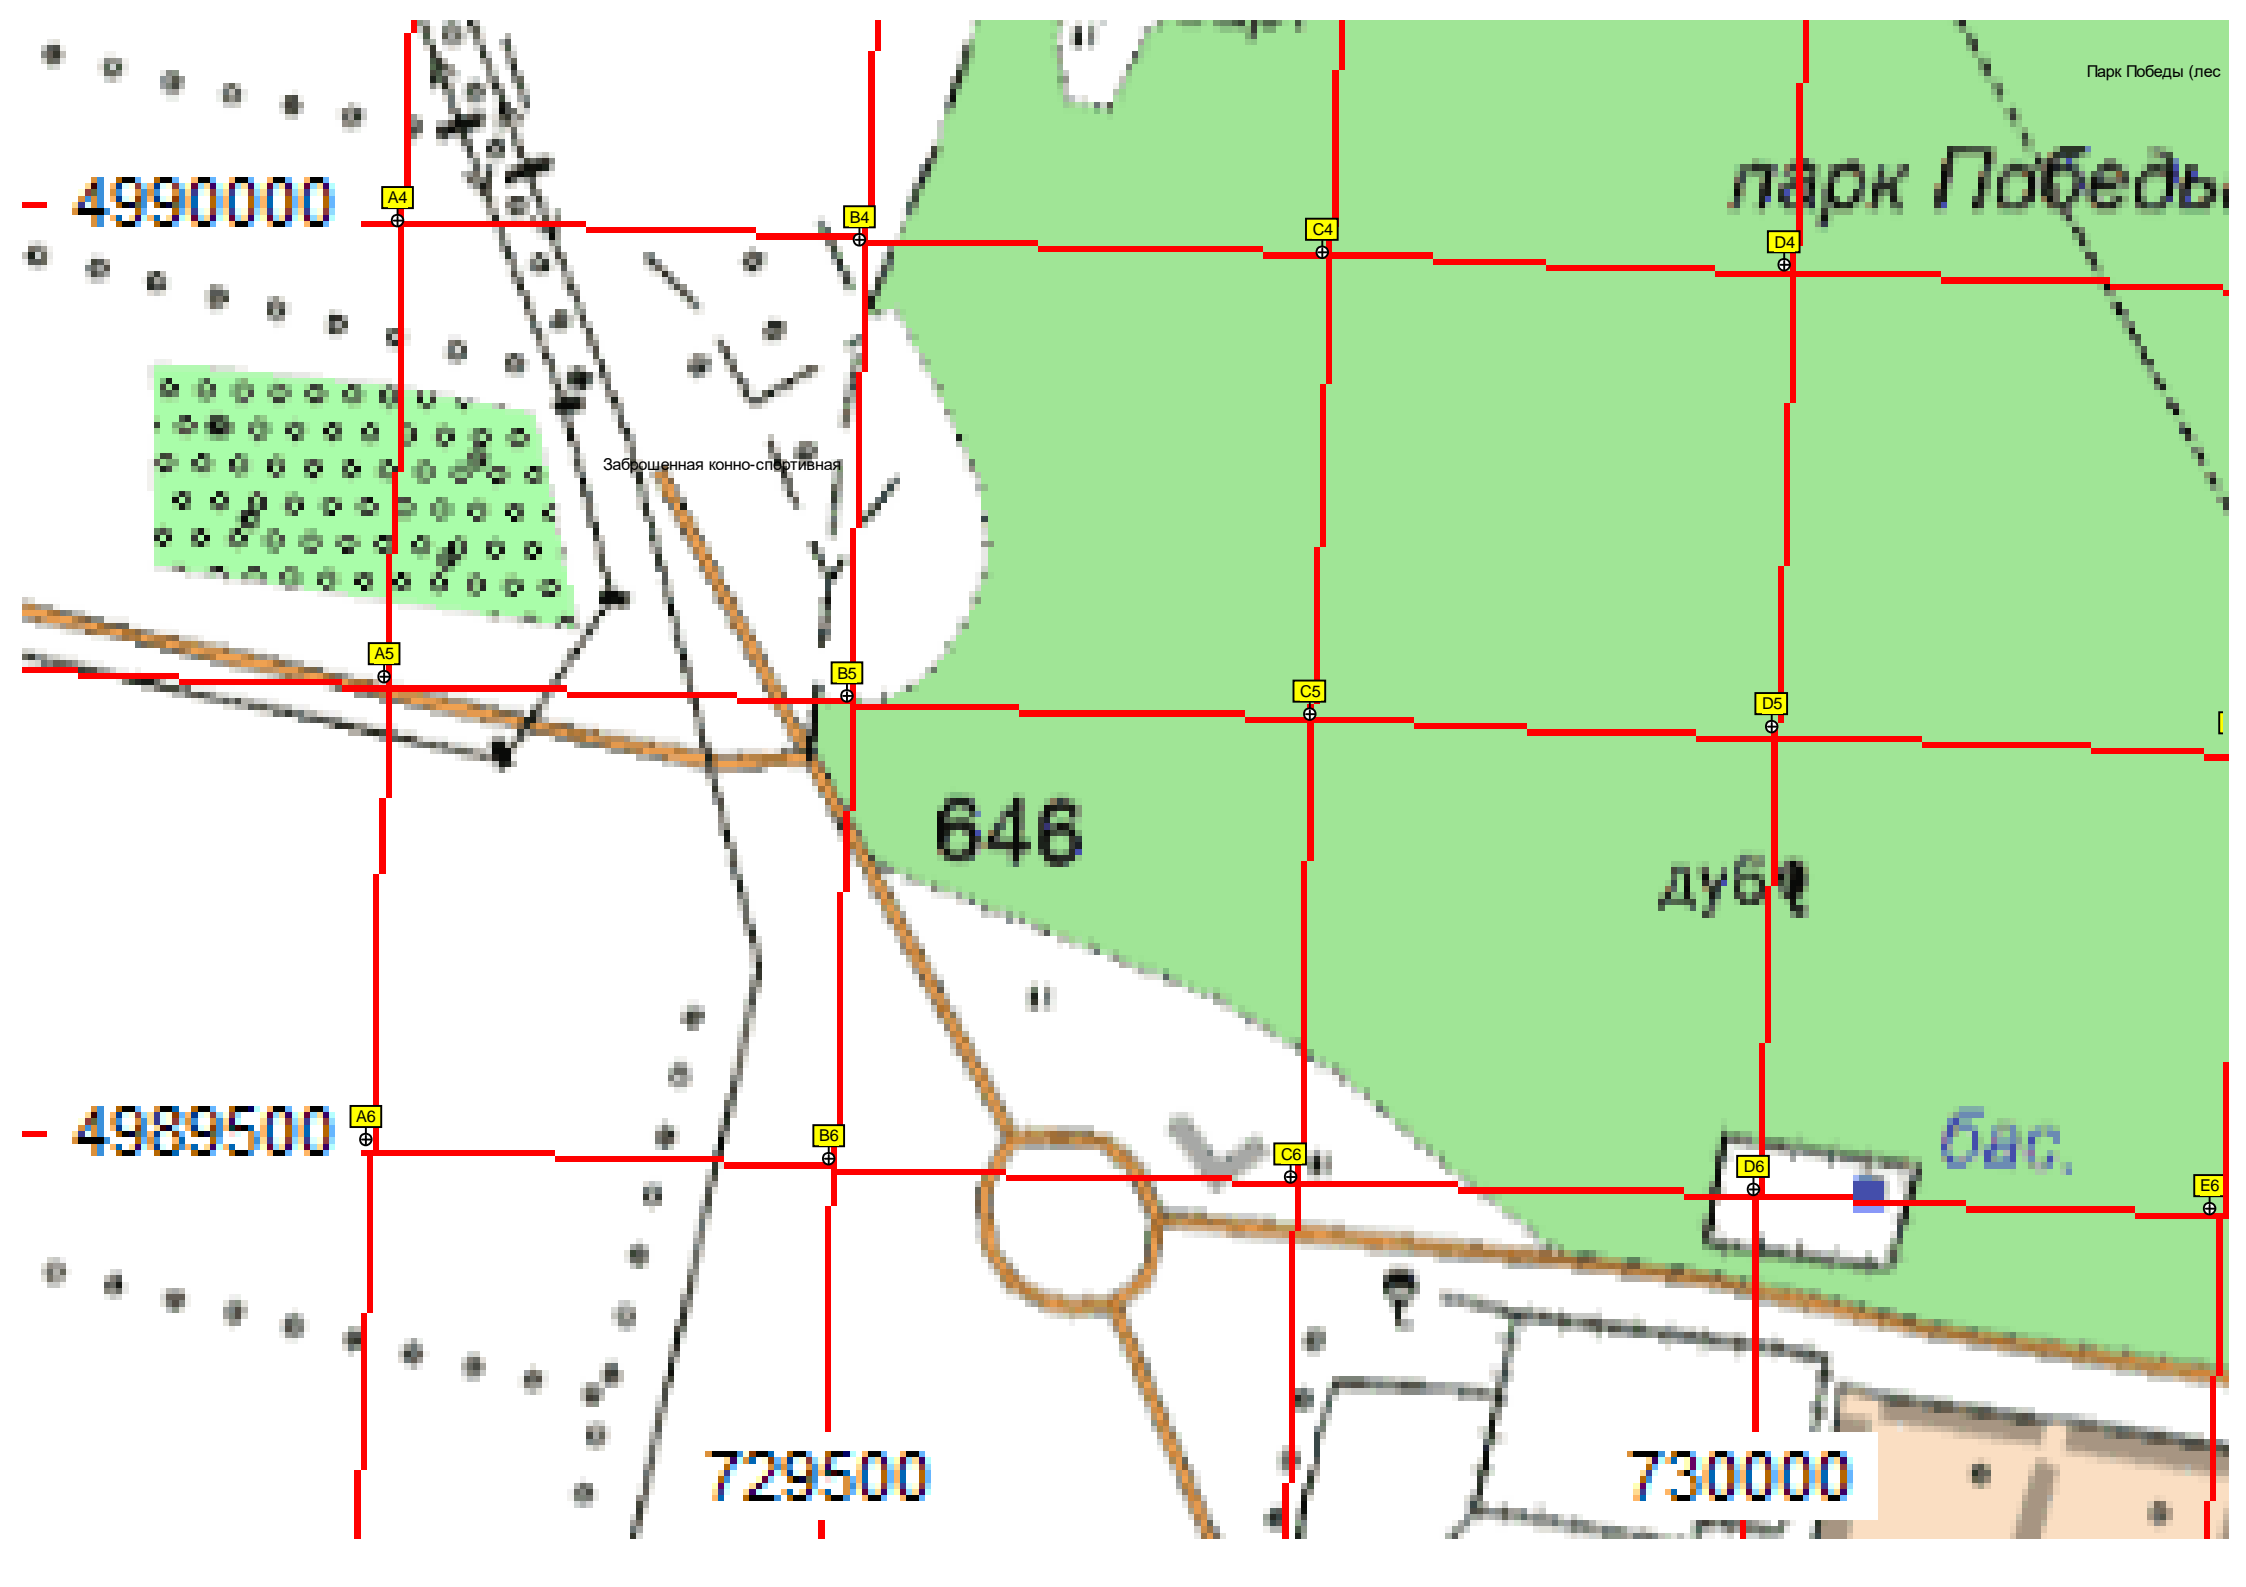 Парк Победы (лес
парк Победы
4990000
A4
B4
C4
D4
Заброшенная конно-спортивная
A5
B5
C5
D5
646
дуб
4989500
A6
B6
C6
D6
E6
бас.
729500
730000